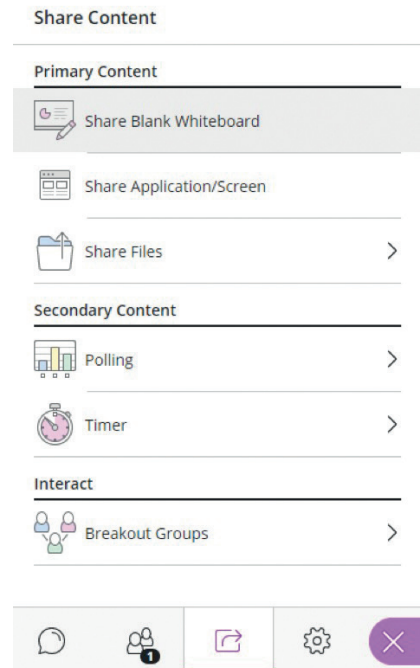 Share Content
Primary Content
Share Blank Whiteboard
Share Application/Screen
Share Files
Secondary Content
Polling
Timer
Interact
Breakout Groups
1